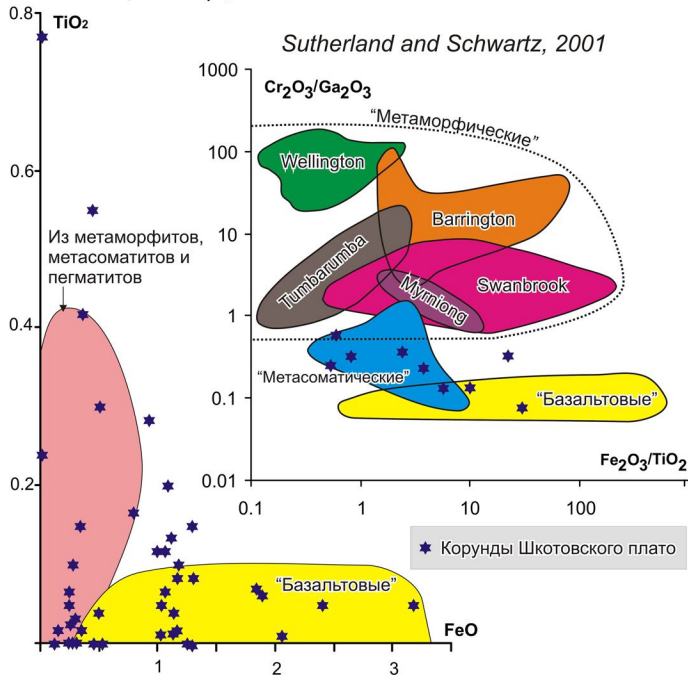 0.8
TiO₂
Sutherland and Schwartz, 2001
1000
Cr₂O₃/Ga₂O₃
"Метаморфические"
100
Wellington
0.6
Barrington
Из метаморфитов,
метасоматитов и
пегматитов
10
Tumbarumba
Swanbrook
Myrniong
1
0.4
"Метасоматические"
0.1
"Базальтовые"
Fe₂O₃/TiO₂
0.01
0.2
0.1
1
10
100
Корунды Шкотовского плато
"Базальтовые"
FeO
1
2
3